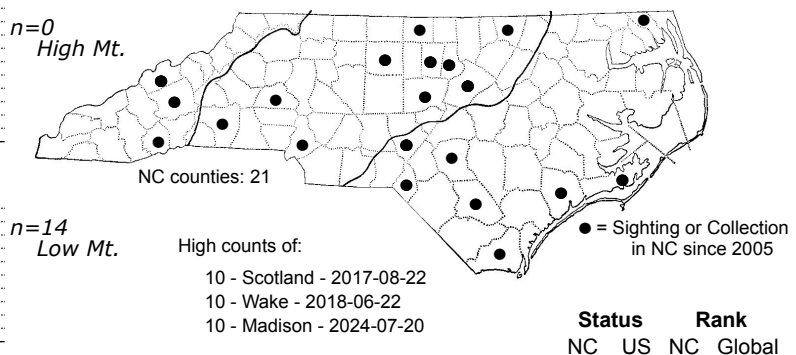 n=0
High Mt.
NC counties: 21
n=14
Low Mt.
High counts of:
10 - Scotland - 2017-08-22
10 - Wake - 2018-06-22
10 - Madison - 2024-07-20
● = Sighting or Collection
in NC since 2005
Status Rank
NC US NC Global